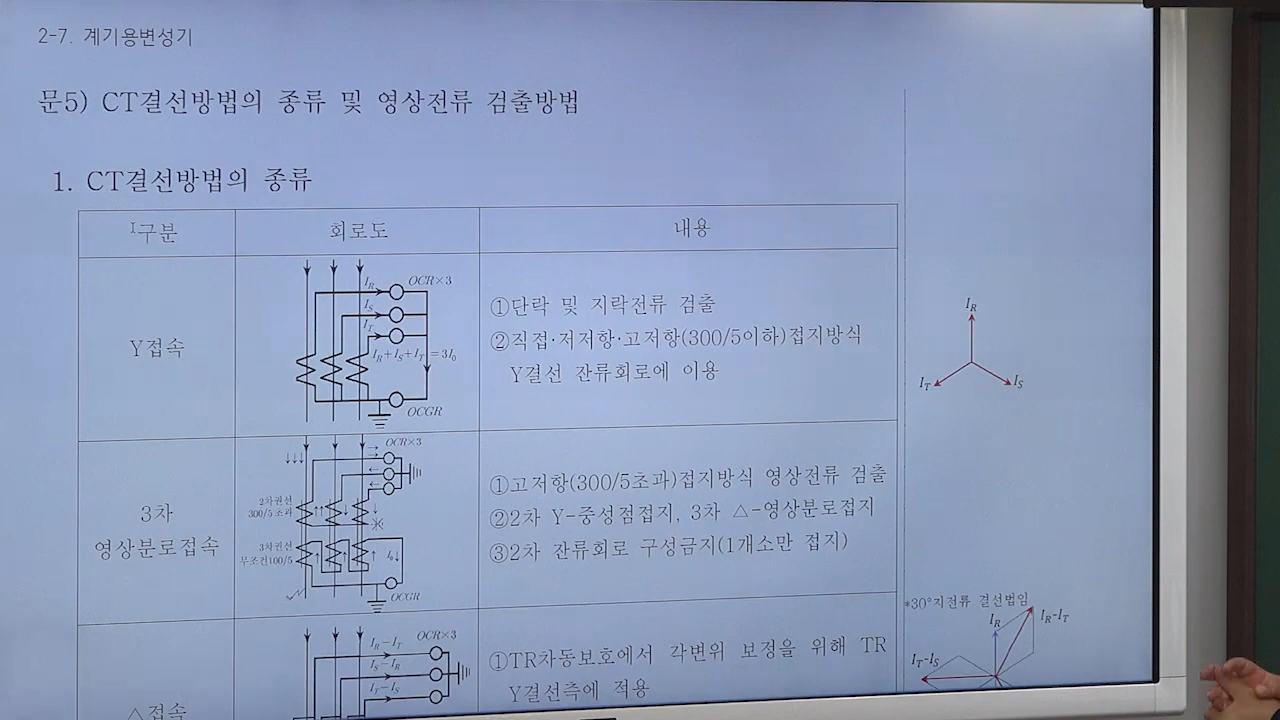 2-7. 계기용변성기
문5) CT결선방법의 종류 및 영상전류 검출방법
1. CT결선방법의 종류
구분
회로도
내용
Y접속
I_R
OCR×3
I_S
I_T
I_R+I_S+I_T=3I_0
OCGR
①단락 및 지락전류 검출
②직접·저저항·고저항(300/5이하)접지방식
Y결선 잔류회로에 이용
I_R
I_T
I_S
3차
영상분로접속
OCR×3
2차권선
300/5초과
3차권선
무조건100/5
I_0
OCGR
①고저항(300/5초과)접지방식 영상전류 검출
②2차 Y-중성점접지, 3차 △-영상분로접지
③2차 잔류회로 구성금지(1개소만 접지)
△접속
I_R-I_T
OCR×3
I_S-I_R
I_T-I_S
①TR차동보호에서 각변위 보정을 위해 TR
Y결선측에 적용
*30°지전류 결선법임
I_R
I_R-I_T
I_T-I_S